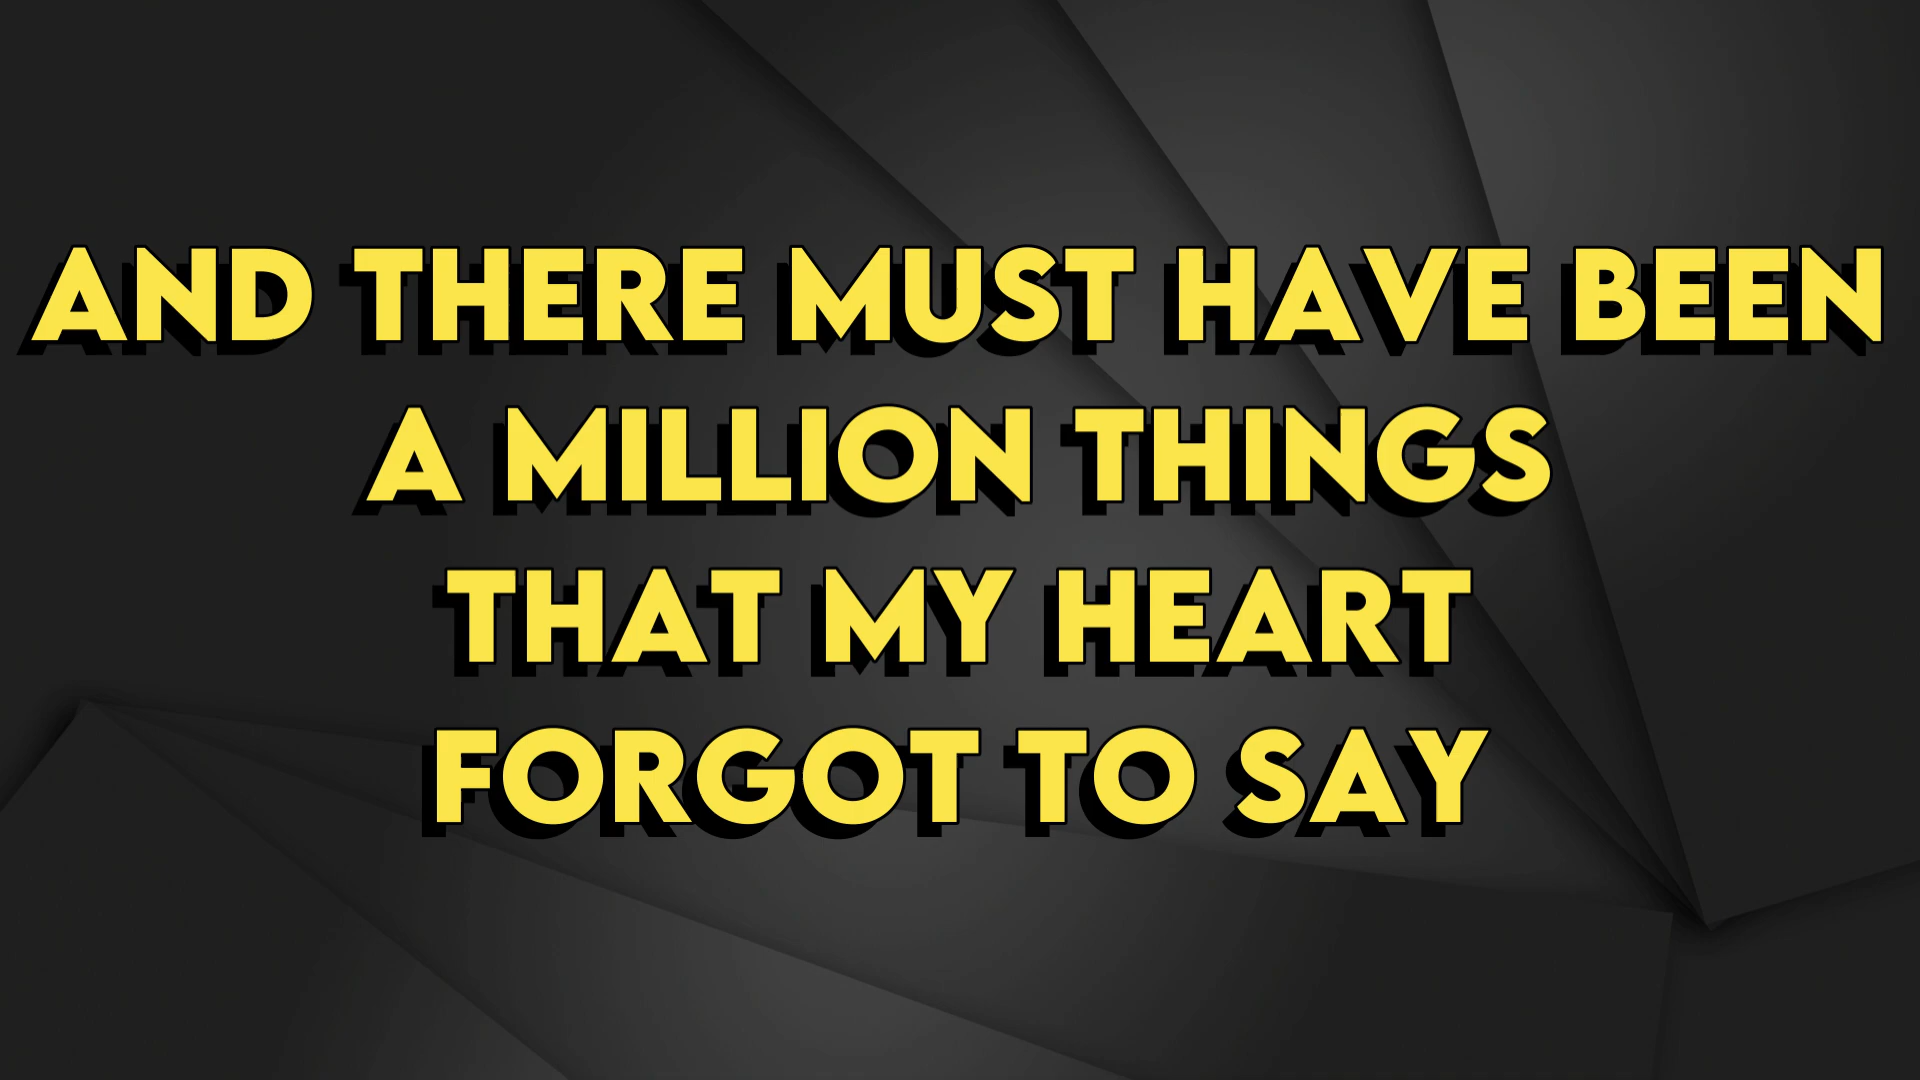 AND THERE MUST HAVE BEEN
A MILLION THINGS
THAT MY HEART
FORGOT TO SAY